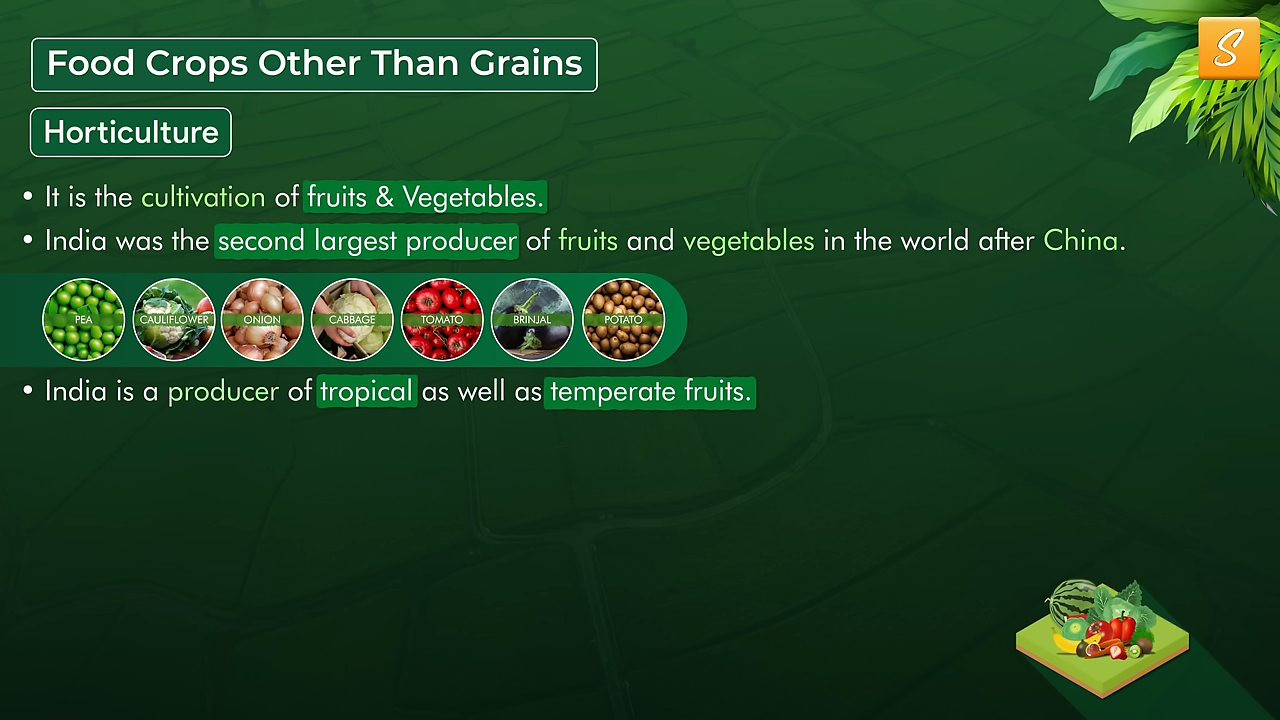 Food Crops Other Than Grains
S
Horticulture
• It is the cultivation of fruits & Vegetables.
• India was the second largest producer of fruits and vegetables in the world after China.
PEA CAULIFLOWER ONION CABBAGE TOMATO BRINJAL POTATO
• India is a producer of tropical as well as temperate fruits.